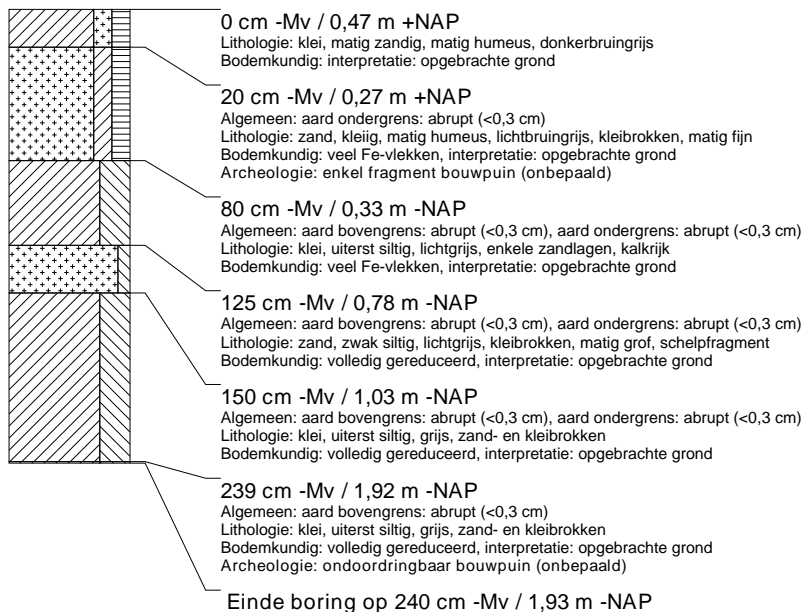 0 cm -Mv / 0,47 m +NAP
Lithologie: klei, matig zandig, matig humeus, donkerbruingrijs
Bodemkundig: interpretatie: opgebrachte grond
20 cm -Mv / 0,27 m +NAP
Algemeen: aard ondergrens: abrupt (<0,3 cm)
Lithologie: zand, kleiig, matig humeus, lichtbruingrijs, kleibrokken, matig fijn
Bodemkundig: veel Fe-vlekken, interpretatie: opgebrachte grond
Archeologie: enkel fragment bouwpuin (onbepaald)
80 cm -Mv / 0,33 m -NAP
Algemeen: aard bovengrens: abrupt (<0,3 cm), aard ondergrens: abrupt (<0,3 cm)
Lithologie: klei, uiterst siltig, lichtgrijs, enkele zandlagen, kalkrijk
Bodemkundig: veel Fe-vlekken, interpretatie: opgebrachte grond
125 cm -Mv / 0,78 m -NAP
Algemeen: aard bovengrens: abrupt (<0,3 cm), aard ondergrens: abrupt (<0,3 cm)
Lithologie: zand, zwak siltig, lichtgrijs, kleibrokken, matig grof, schelpfragment
Bodemkundig: volledig gereduceerd, interpretatie: opgebrachte grond
150 cm -Mv / 1,03 m -NAP
Algemeen: aard bovengrens: abrupt (<0,3 cm), aard ondergrens: abrupt (<0,3 cm)
Lithologie: klei, uiterst siltig, grijs, zand- en kleibrokken
Bodemkundig: volledig gereduceerd, interpretatie: opgebrachte grond
239 cm -Mv / 1,92 m -NAP
Algemeen: aard bovengrens: abrupt (<0,3 cm)
Lithologie: klei, uiterst siltig, grijs, zand- en kleibrokken
Bodemkundig: volledig gereduceerd, interpretatie: opgebrachte grond
Archeologie: ondoordringbaar bouwpuin (onbepaald)
Einde boring op 240 cm -Mv / 1,93 m -NAP